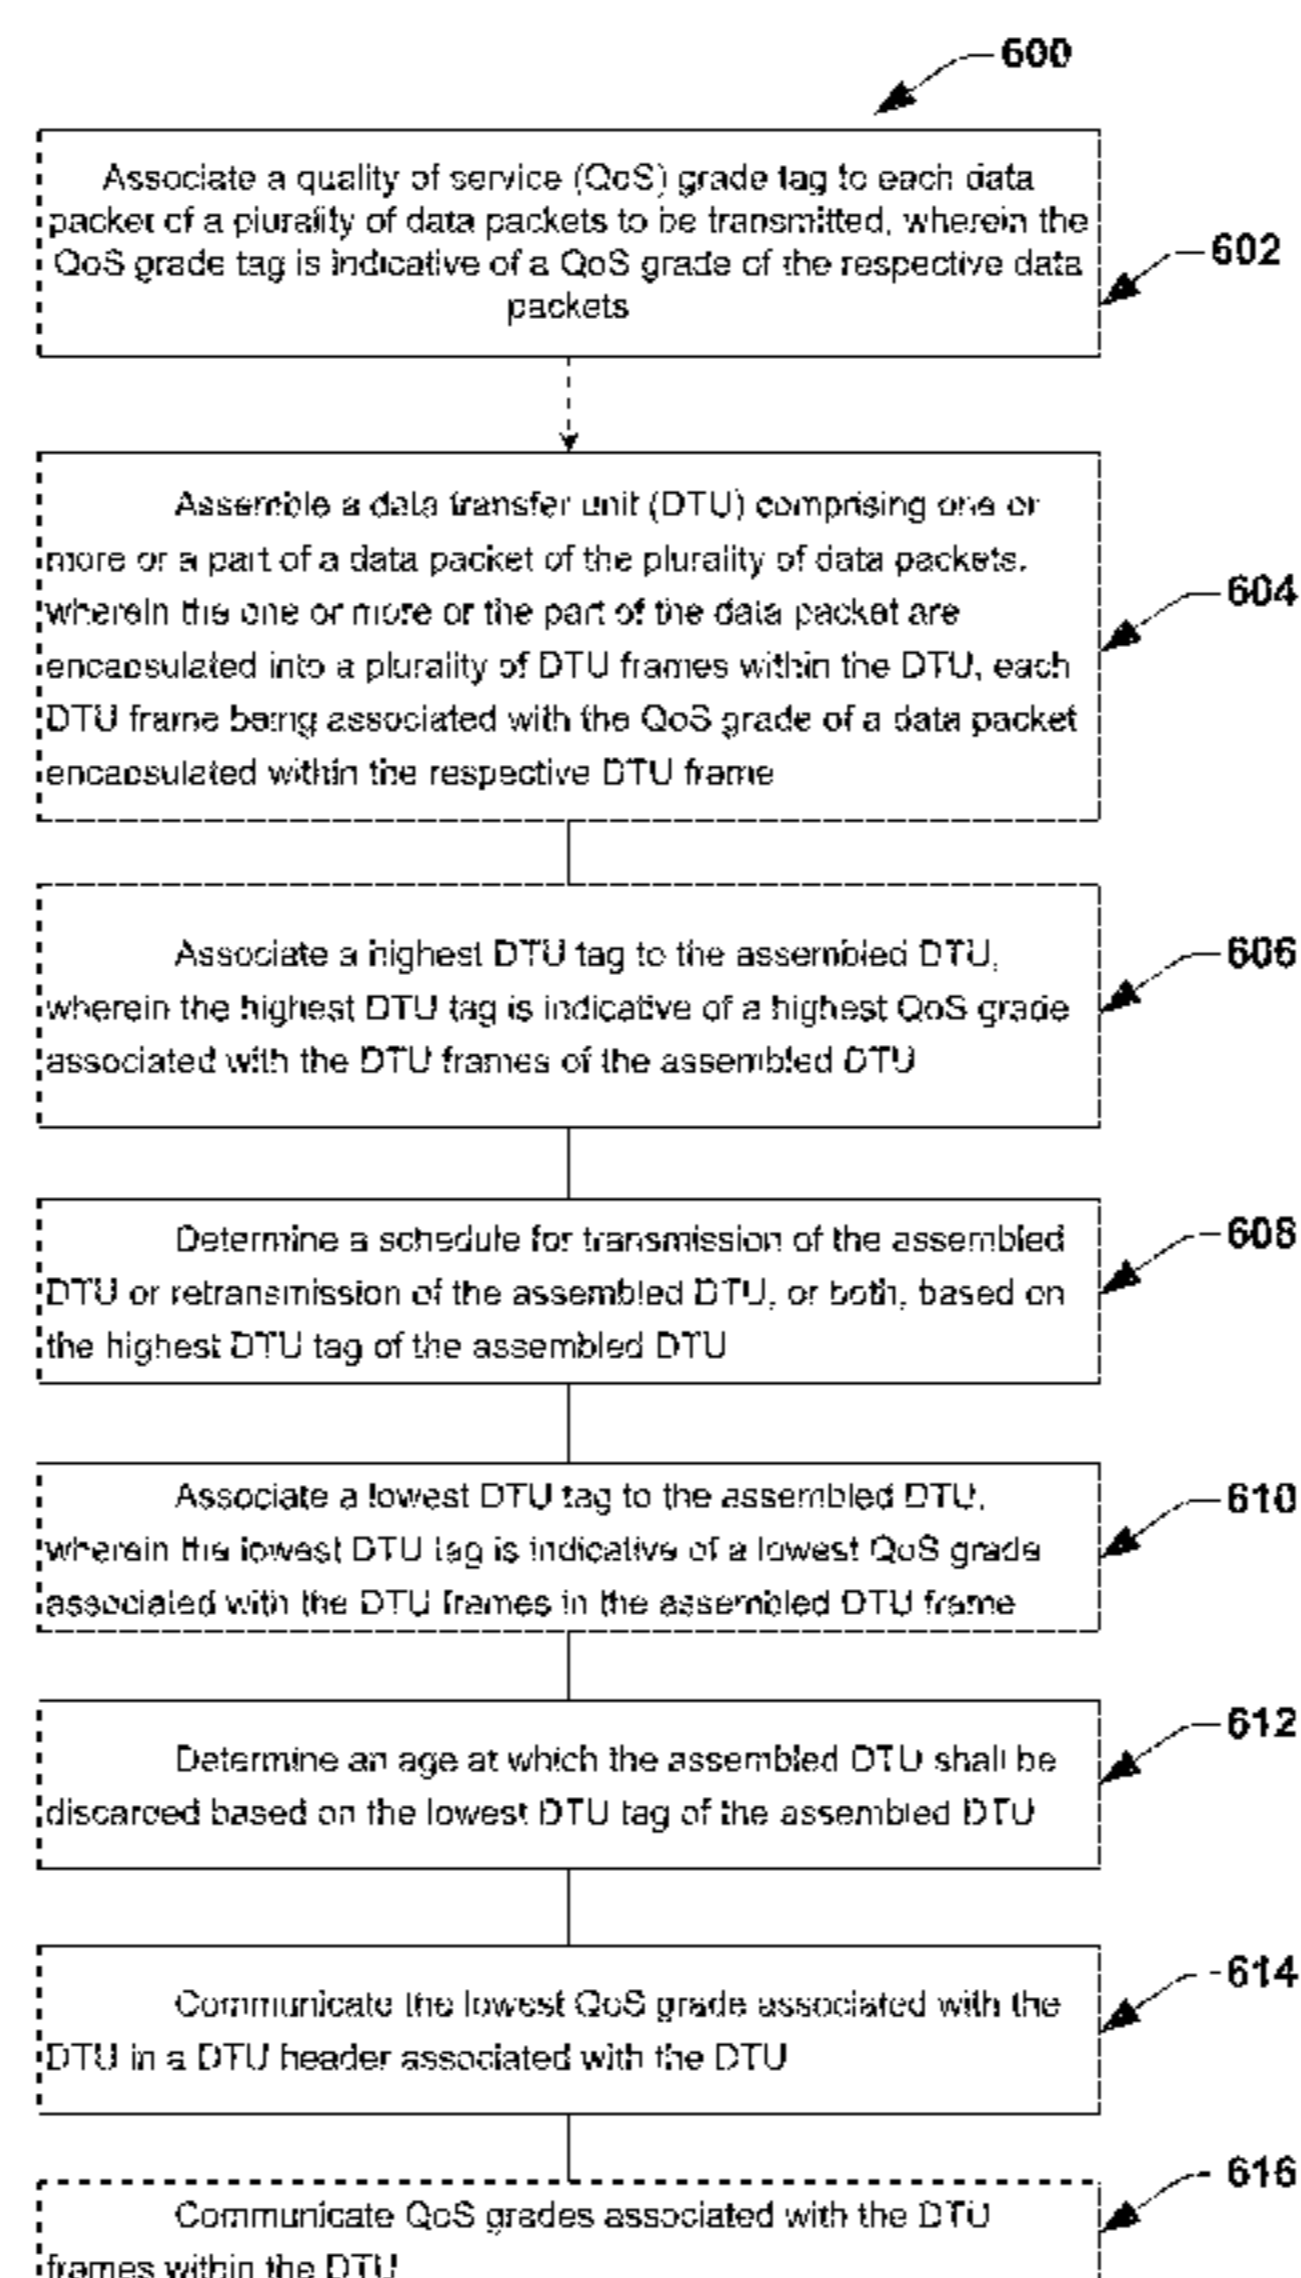 600
Associate a quality of service (QoS) grade tag to each data
packet of a plurality of data packets to be transmitted, wherein the
QoS grade tag is indicative of a QoS grade of the respective data
packets
602
Assemble a data transfer unit (DTU) comprising one or
more or a part of a data packet of the plurality of data packets,
wherein the one or more or the part of the data packet are
encapsulated into a plurality of DTU frames within the DTU, each
DTU frame being associated with the QoS grade of a data packet
encapsulated within the respective DTU frame
604
Associate a highest DTU tag to the assembled DTU,
wherein the highest DTU tag is indicative of a highest QoS grade
associated with the DTU frames of the assembled DTU
606
Determine a schedule for transmission of the assembled
DTU or retransmission of the assembled DTU, or both, based on
the highest DTU tag of the assembled DTU
608
Associate a lowest DTU tag to the assembled DTU,
wherein the lowest DTU tag is indicative of a lowest QoS grade
associated with the DTU frames in the assembled DTU frame
610
Determine an age at which the assembled DTU shall be
discarded based on the lowest DTU tag of the assembled DTU
612
Communicate the lowest QoS grade associated with the
DTU in a DTU header associated with the DTU
614
Communicate QoS grades associated with the DTU
frames within the DTU
616